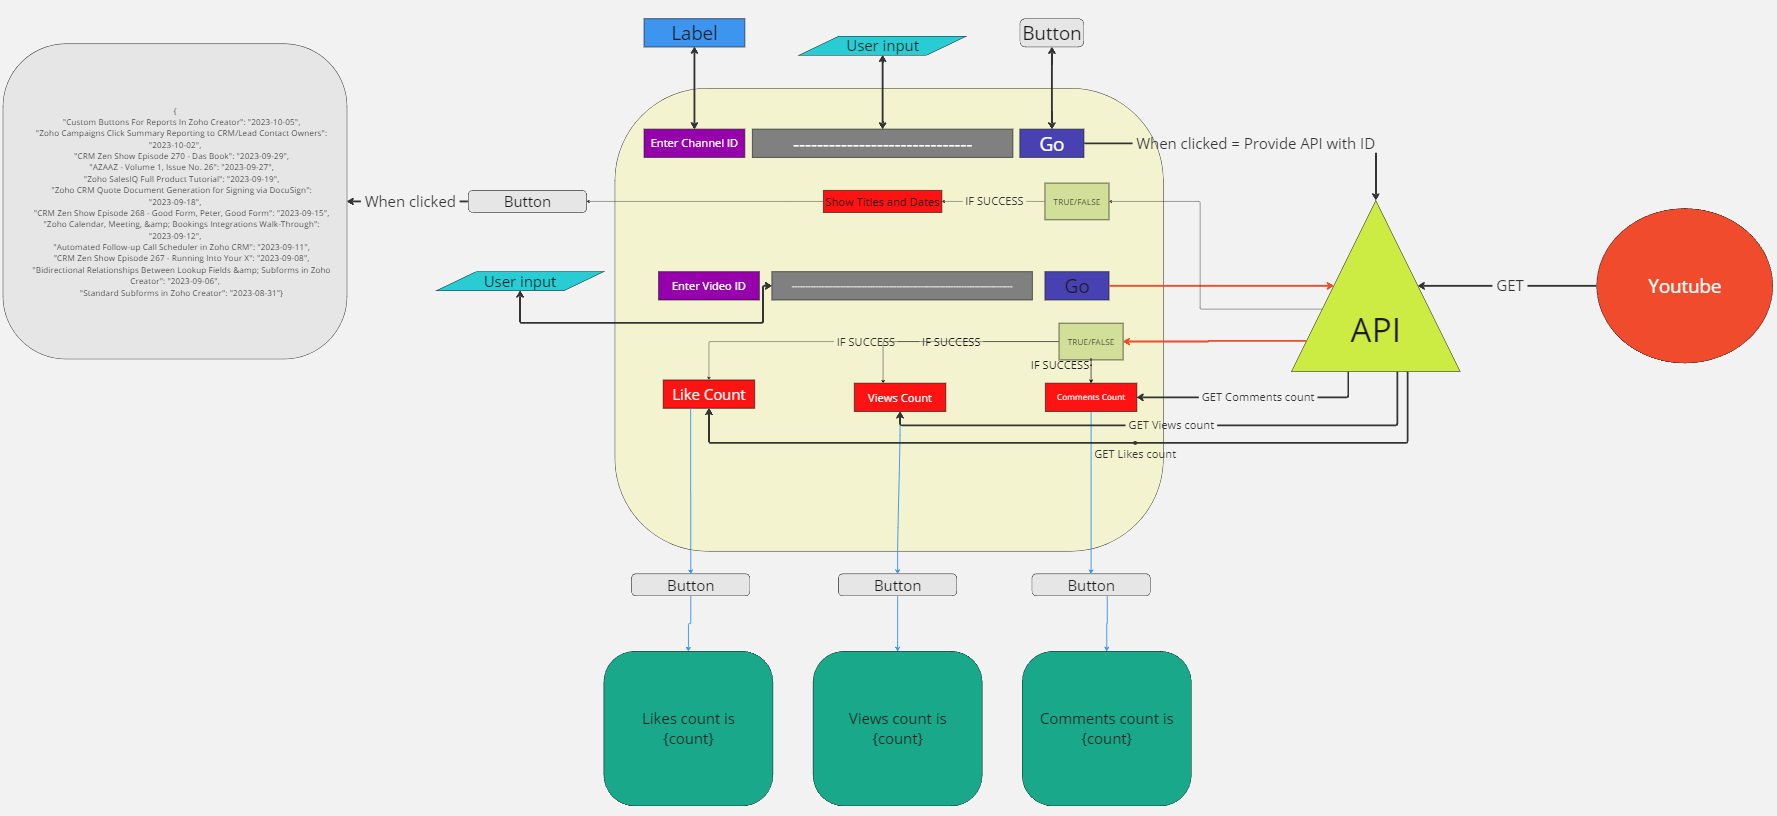 Label
User input
Button
{
"Custom Buttons For Reports In Zoho Creator": "2023-10-05",
"Zoho Campaigns Click Summary Reporting to CRM/Lead Contact Owners":
"2023-10-02",
"CRM Zen Show Episode 270 - Das Book": "2023-09-29",
"AZAAZ - Volume 1, Issue No. 26": "2023-09-27",
"Zoho SalesIQ Full Product Tutorial": "2023-09-19",
"Zoho CRM Quote Document Generation for Signing via DocuSign":
"2023-09-18",
"CRM Zen Show Episode 268 - Good Form, Peter, Good Form": "2023-09-15",
"Zoho Calendar, Meeting, &amp; Bookings Integrations Walk-Through":
"2023-09-12",
"Automated Follow-up Call Scheduler in Zoho CRM": "2023-09-11",
"CRM Zen Show Episode 267 - Running Into Your X": "2023-09-08",
"Bidirectional Relationships Between Lookup Fields &amp; Subforms in Zoho
Creator": "2023-09-06",
"Standard Subforms in Zoho Creator": "2023-08-31"}
Enter Channel ID
------------------------------
Go
When clicked = Provide API with ID
When clicked
Button
Show Titles and Dates
IF SUCCESS
TRUE/FALSE
User input
Enter Video ID
Go
GET
Youtube
API
IF SUCCESS
IF SUCCESS
TRUE/FALSE
IF SUCCESS
Like Count
Views Count
Comments Count
GET Comments count
GET Views count
GET Likes count
Button
Button
Button
Likes count is
{count}
Views count is
{count}
Comments count is
{count}